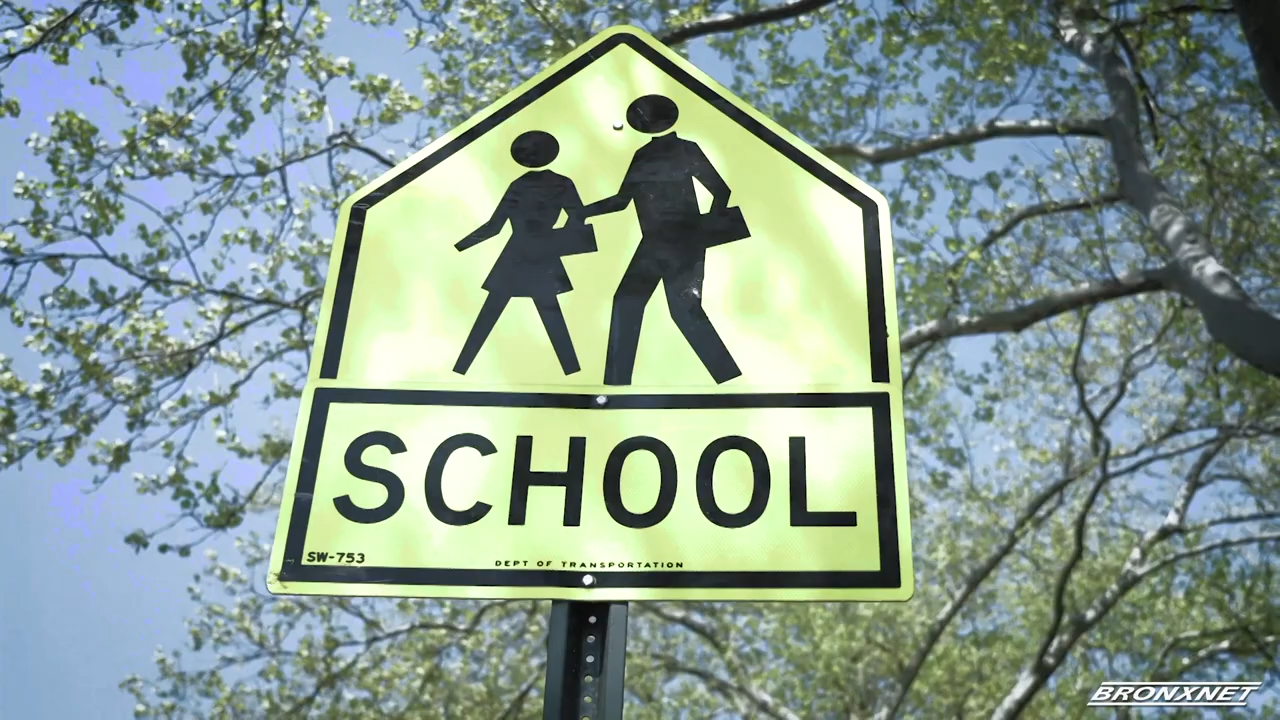 SCHOOL
SW-753
DEPT OF TRANSPORTATION
BRONXNET